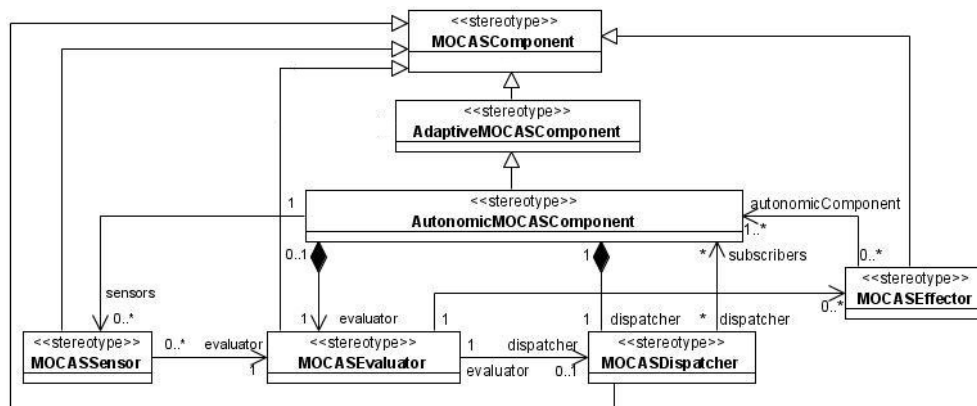 <<stereotype>>
MOCASComponent
<<stereotype>>
AdaptiveMOCASComponent
<<stereotype>>
AutonomicMOCASComponent
1
0..1
1
*
subscribers
autonomicComponent
1..*
0..*
<<stereotype>>
MOCASEffector
0..*
sensors
0..*
1
evaluator
1
1
dispatcher
*
dispatcher
<<stereotype>>
MOCASSensor
0..*
evaluator
1
<<stereotype>>
MOCASEvaluator
1
evaluator
dispatcher
0..1
<<stereotype>>
MOCASDispatcher